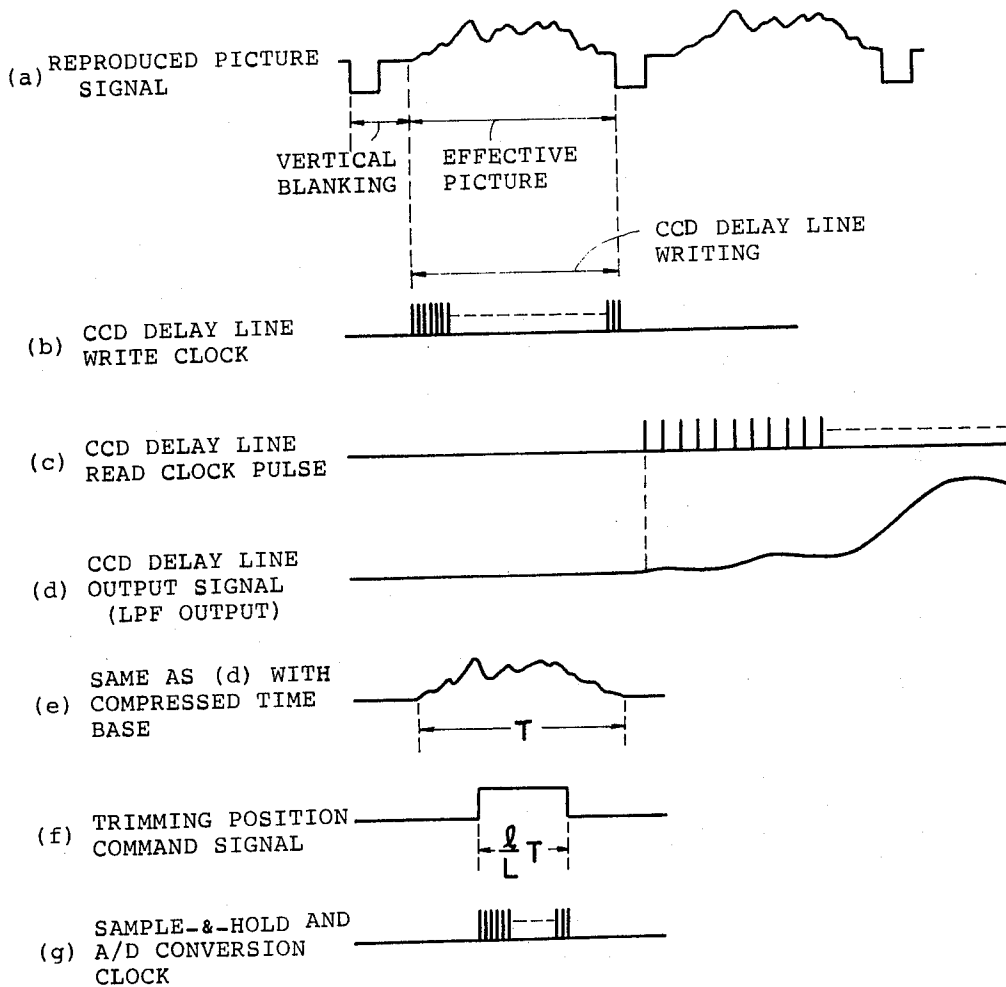 (a) REPRODUCED PICTURE
SIGNAL
VERTICAL
BLANKING
EFFECTIVE
PICTURE
CCD DELAY LINE
WRITING
(b) CCD DELAY LINE
WRITE CLOCK
(c) CCD DELAY LINE
READ CLOCK PULSE
CCD DELAY LINE
(d) OUTPUT SIGNAL
(LPF OUTPUT)
SAME AS (d) WITH
(e) COMPRESSED TIME
BASE
T
(f) TRIMMING POSITION
COMMAND SIGNAL
ℓ/L T
SAMPLE-&-HOLD AND
(g) A/D CONVERSION
CLOCK